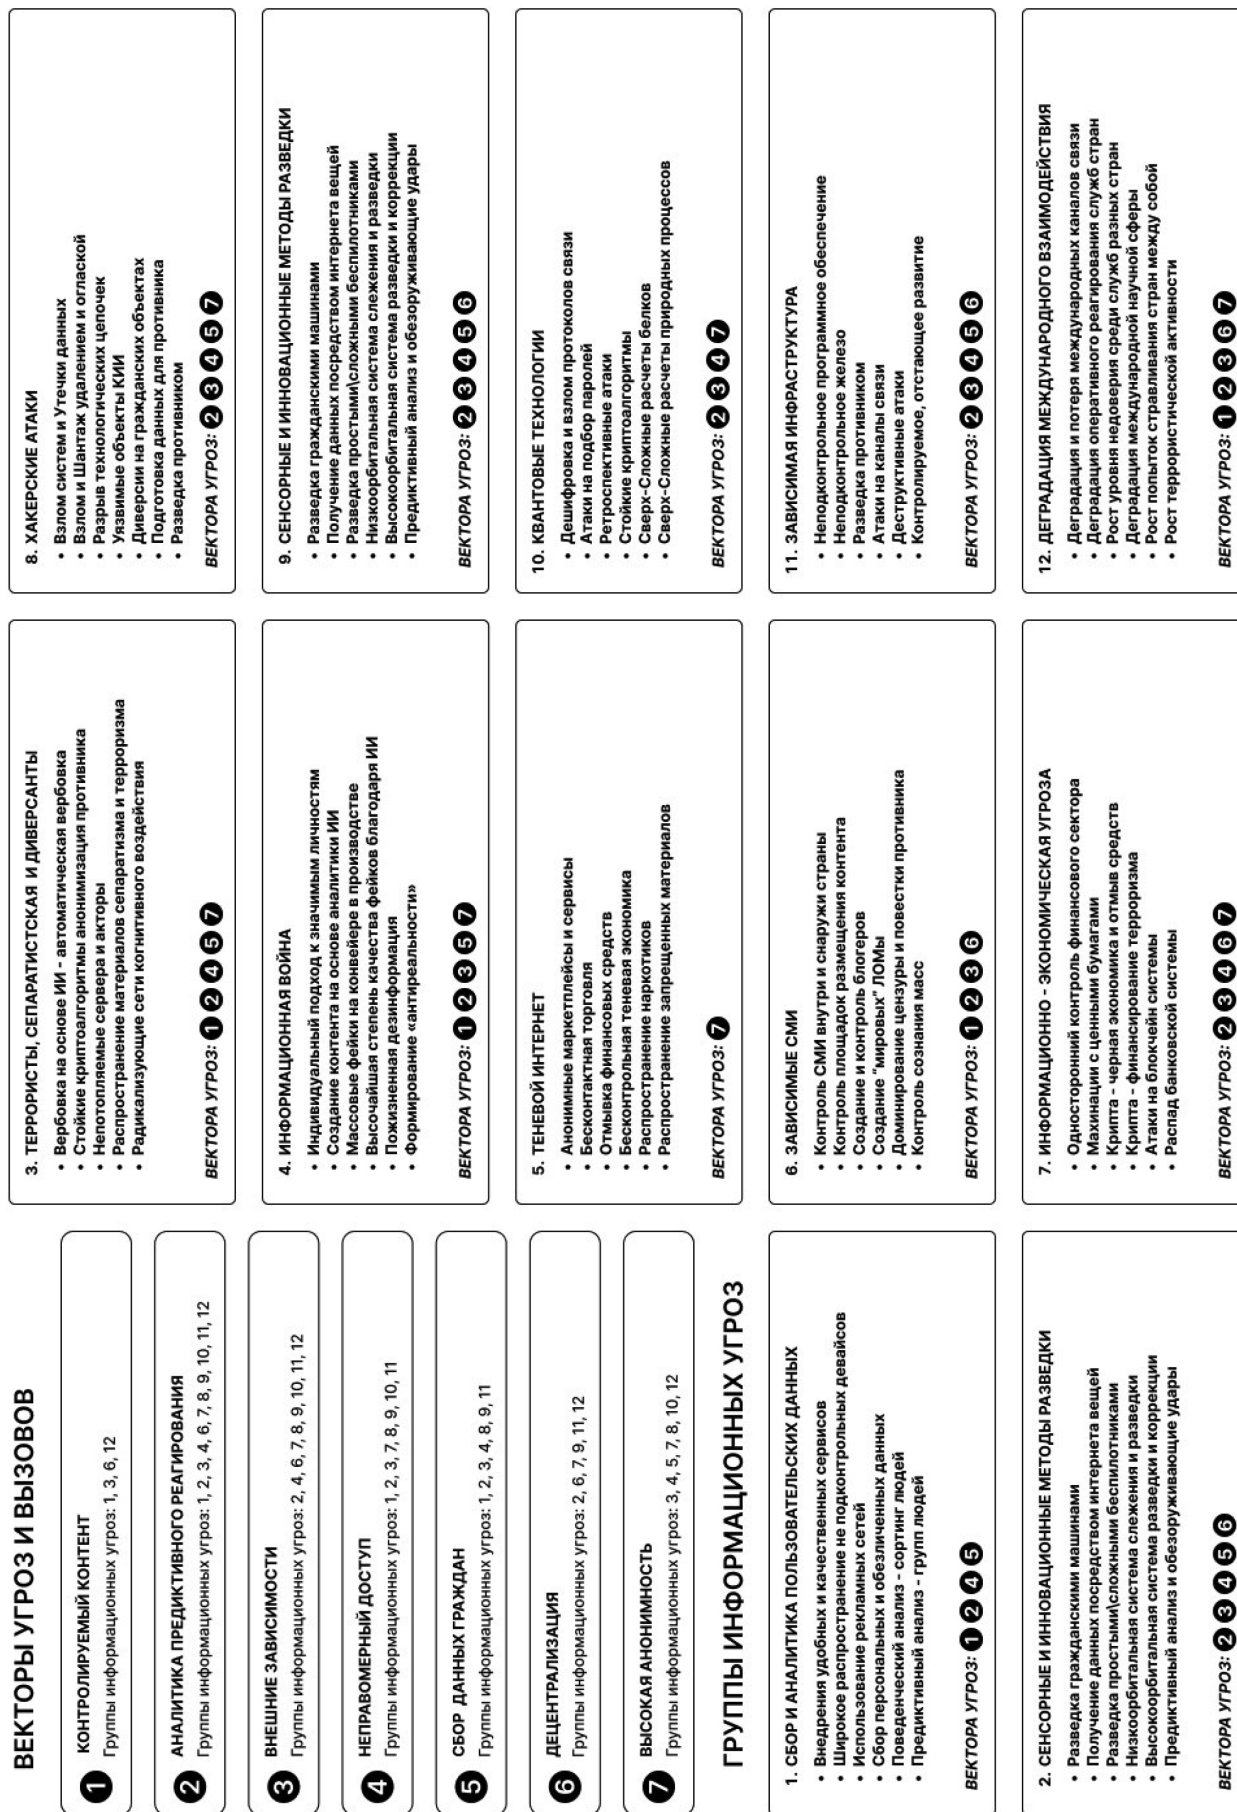 ВЕКТОРЫ УГРОЗ И ВЫЗОВОВ
1
КОНТРОЛИРУЕМЫЙ КОНТЕНТ
Группы информационных угроз: 1, 3, 6, 12
2
АНАЛИТИКА ПРЕДИКТИВНОГО РЕАГИРОВАНИЯ
Группы информационных угроз: 1, 2, 3, 4, 6, 7, 8, 9, 10, 11, 12
3
ВНЕШНИЕ ЗАВИСИМОСТИ
Группы информационных угроз: 2, 4, 6, 7, 8, 9, 10, 11, 12
4
НЕПРАВОМЕРНЫЙ ДОСТУП
Группы информационных угроз: 1, 2, 3, 7, 8, 9, 10, 11
5
СБОР ДАННЫХ ГРАЖДАН
Группы информационных угроз: 1, 2, 3, 4, 8, 9, 11
6
ДЕЦЕНТРАЛИЗАЦИЯ
Группы информационных угроз: 2, 6, 7, 9, 11, 12
7
ВЫСОКАЯ АНОНИМНОСТЬ
Группы информационных угроз: 3, 4, 5, 7, 8, 10, 12
ГРУППЫ ИНФОРМАЦИОННЫХ УГРОЗ
1. СБОР И АНАЛИТИКА ПОЛЬЗОВАТЕЛЬСКИХ ДАННЫХ
• Внедрения удобных и качественных сервисов
• Широкое распространение не подконтрольных девайсов
• Использование рекламных сетей
• Сбор персональных и обезличенных данных
• Поведенческий анализ - сортинг людей
• Предиктивный анализ - групп людей
ВЕКТОРА УГРОЗ: 1 2 4 5
2. СЕНСОРНЫЕ И ИННОВАЦИОННЫЕ МЕТОДЫ РАЗВЕДКИ
• Разведка гражданскими машинами
• Получение данных посредством интернета вещей
• Разведка простыми\сложными беспилотниками
• Низкоорбитальная система слежения и разведки
• Высокорбитальная система разведки и коррекции
• Предиктивный анализ и обезоруживающие удары
ВЕКТОРА УГРОЗ: 2 3 4 5 6
3. ТЕРРОРИСТЫ, СЕПАРАТИСТСКАЯ И ДИВЕРСАНТЫ
• Вербовка на основе ИИ - автоматическая вербовка
• Стойкие криптоалгоритмы анонимизация противника
• Непотопляемые сервера и акторы
• Распространение материалов сепаратизма и терроризма
• Радикализующие сети когнитивного воздействия
ВЕКТОРА УГРОЗ: 1 2 4 5 7
4. ИНФОРМАЦИОННАЯ ВОЙНА
• Индивидуальный подход к значимым личностям
• Создание контента на основе аналитики ИИ
• Массовые фейки на конвейере в производстве
• Высочайшая степень качества фейков благодаря ИИ
• Пожизненная дезинформация
• Формирование «антиреальности»
ВЕКТОРА УГРОЗ: 1 2 3 5 7
5. ТЕНЕВОЙ ИНТЕРНЕТ
• Анонимные маркетплейсы и сервисы
• Бесконтактная торговля
• Отмывка финансовых средств
• Бесконтрольная теневая экономика
• Распространение наркотиков
• Распространение запрещенных материалов
ВЕКТОРА УГРОЗ: 7
6. ЗАВИСИМЫЕ СМИ
• Контроль СМИ внутри и снаружи страны
• Контроль площадок размещения контента
• Создание и контроль блогеров
• Создание "мировых" ЛОМы
• Доминирование цензуры и повестки противника
• Контроль сознания масс
ВЕКТОРА УГРОЗ: 1 2 3 6
7. ИНФОРМАЦИОННО - ЭКОНОМИЧЕСКАЯ УГРОЗА
• Односторонний контроль финансового сектора
• Махинации с ценными бумагами
• Крипта - черная экономика и отмыв средств
• Крипта - финансирование терроризма
• Атаки на блокчейн системы
• Распад банковской системы
ВЕКТОРА УГРОЗ: 2 3 4 6 7
8. ХАКЕРСКИЕ АТАКИ
• Взлом систем и Утечки данных
• Взлом и Шантаж удалением и оглаской
• Разрыв технологических цепочек
• Уязвимые объекты КИИ
• Диверсии на гражданских объектах
• Подготовка данных для противника
• Разведка противником
ВЕКТОРА УГРОЗ: 2 3 4 5 7
9. СЕНСОРНЫЕ И ИННОВАЦИОННЫЕ МЕТОДЫ РАЗВЕДКИ
• Разведка гражданскими машинами
• Получение данных посредством интернета вещей
• Разведка простыми\сложными беспилотниками
• Низкоорбитальная система слежения и разведки
• Высокорбитальная система разведки и коррекции
• Предиктивный анализ и обезоруживающие удары
ВЕКТОРА УГРОЗ: 2 3 4 5 6
10. КВАНТОВЫЕ ТЕХНОЛОГИИ
• Дешифровка и взлом протоколов связи
• Атаки на подбор паролей
• Ретроспективные атаки
• Стойкие криптоалгоритмы
• Сверх-Сложные расчеты белков
• Сверх-Сложные расчеты природных процессов
ВЕКТОРА УГРОЗ: 2 3 4 7
11. ЗАВИСИМАЯ ИНФРАСТРУКТУРА
• Неподконтрольное программное обеспечение
• Неподконтрольное железо
• Разведка противником
• Атаки на каналы связи
• Деструктивные атаки
• Контролируемое, отстающее развитие
ВЕКТОРА УГРОЗ: 2 3 4 5 6
12. ДЕГРАДАЦИЯ МЕЖДУНАРОДНОГО ВЗАИМОДЕЙСТВИЯ
• Деградация и потеря международных каналов связи
• Деградация оперативного реагирования служб стран
• Рост уровня недоверия среди служб разных стран
• Деградация международной научной сферы
• Рост попыток стравливания стран между собой
• Рост террористической активности
ВЕКТОРА УГРОЗ: 1 2 3 6 7